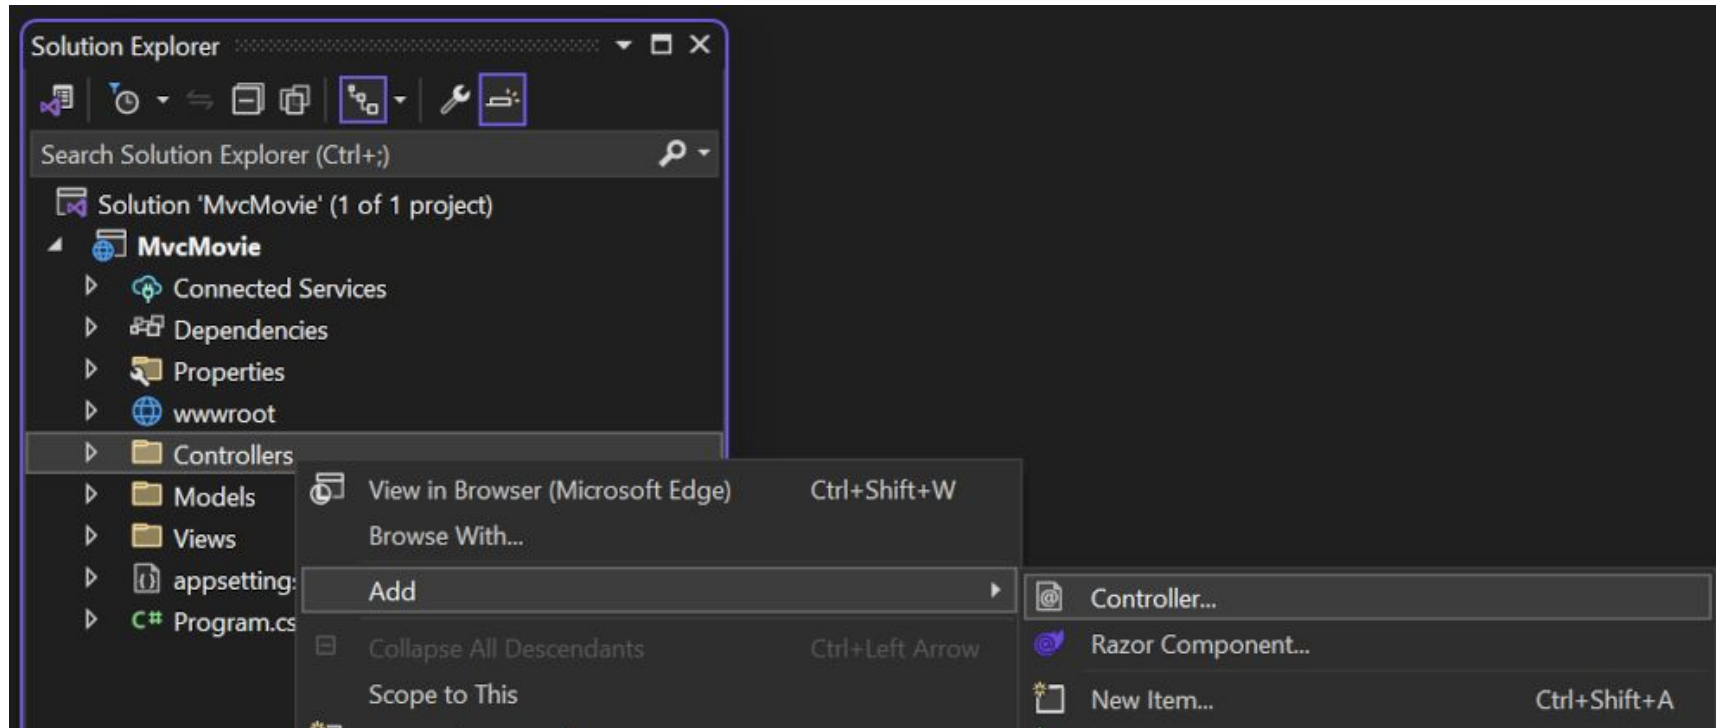 Solution Explorer
Search Solution Explorer (Ctrl+;)
Solution 'MvcMovie' (1 of 1 project)
MvcMovie
Connected Services
Dependencies
Properties
wwwroot
Controllers
Models
Views
appsetting
C# Program.cs
View in Browser (Microsoft Edge) Ctrl+Shift+W
Browse With...
Add
Collapse All Descendants Ctrl+Left Arrow
Scope to This
Controller...
Razor Component...
New Item... Ctrl+Shift+A